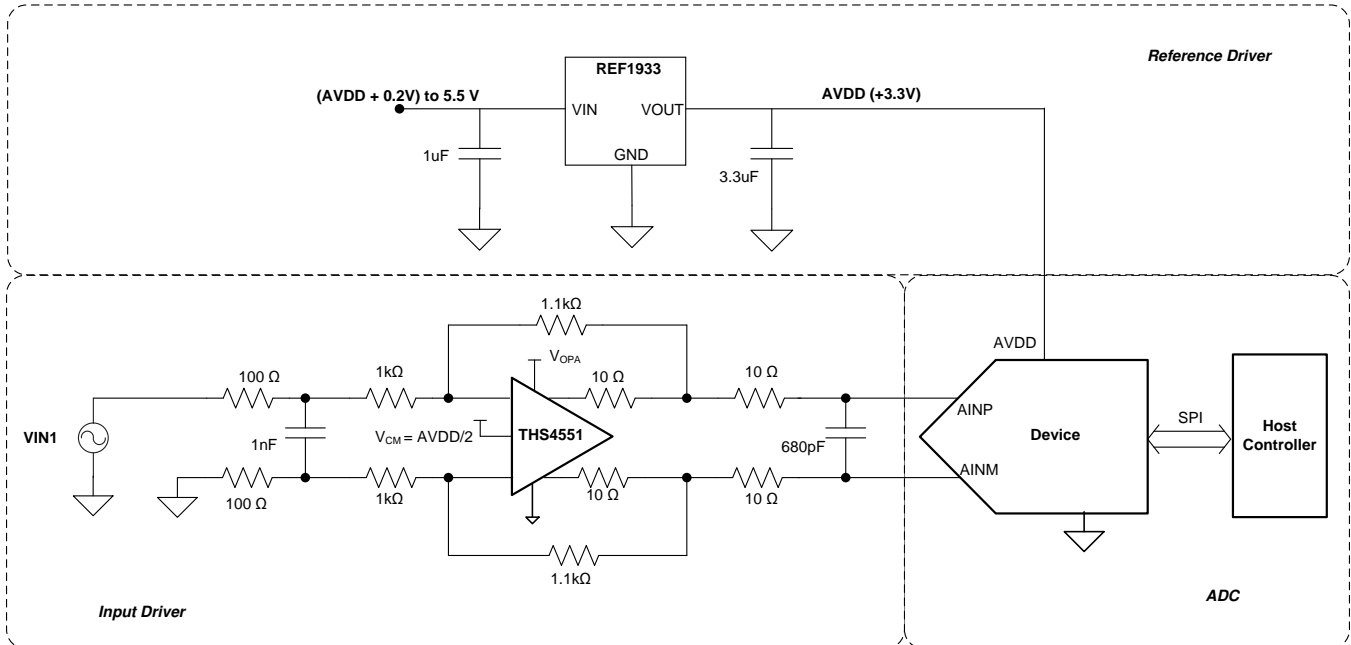 Reference Driver
REF1933
(AVDD + 0.2V) to 5.5 V
AVDD (+3.3V)
VIN
VOUT
GND
1uF
3.3uF
1.1kΩ
AVDD
VOPA
100 Ω
1kΩ
10 Ω
10 Ω
AINP
VIN1
1nF
VCM = AVDD/2
THS4551
680pF
Device
SPI
Host
Controller
AINM
100 Ω
1kΩ
10 Ω
10 Ω
1.1kΩ
Input Driver
ADC